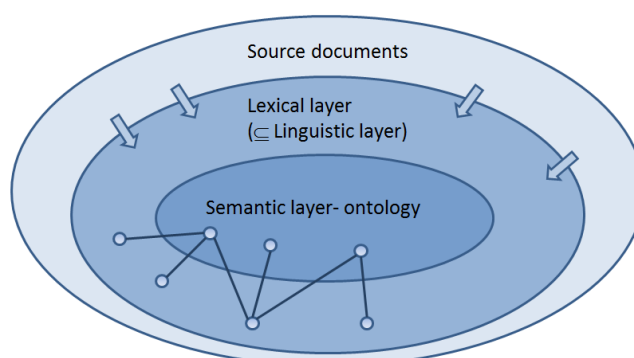 Source documents
Lexical layer
(⊆ Linguistic layer)
Semantic layer- ontology